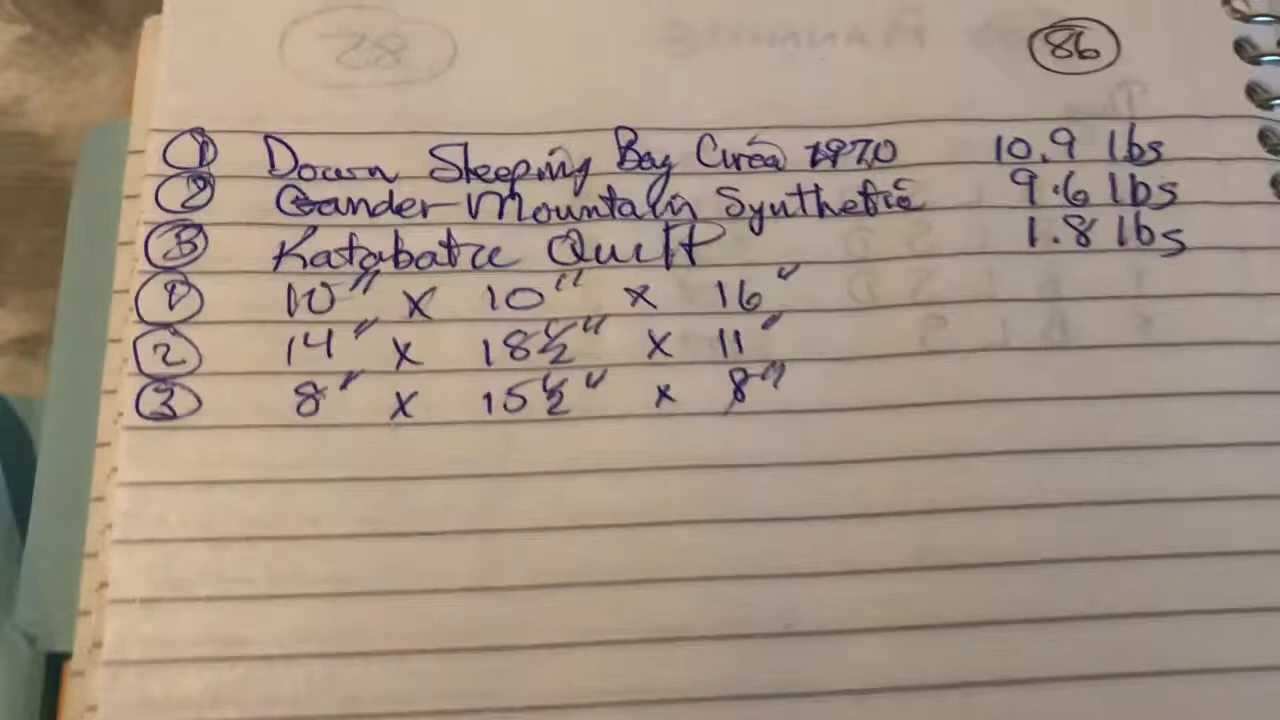 86
① Down Sleeping Bag Circa 1970 10.9 lbs
② Gander Mountain Synthetic 9.6 lbs
③ Katabatic Quilt 1.8 lbs
① 10" x 10" x 16"
② 14" x 18½" x 11"
③ 8" x 15½" x 8"